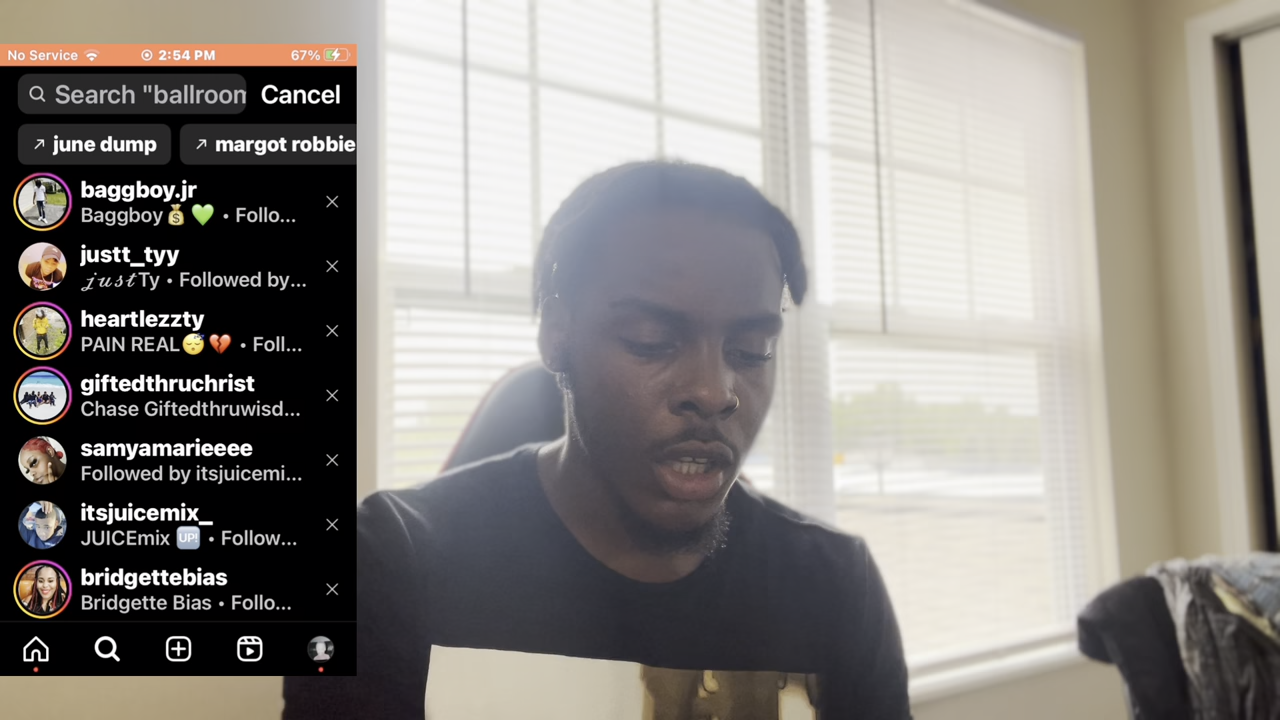 No Service 2:54 PM 67%
Search "ballroon Cancel
june dump margot robbie
baggboy.jr
Baggboy💰💚 • Follo...
justt_tyy
𝓳𝓾𝓼𝓽Ty • Followed by...
heartlezzty
PAIN REAL😴💔 • Foll...
giftedthruchrist
Chase Giftedthruwisd...
samyamarieeee
Followed by itsjuicemi...
itsjuicemix_
JUICEmix 🆙 • Follow...
bridgettebias
Bridgette Bias • Follo...